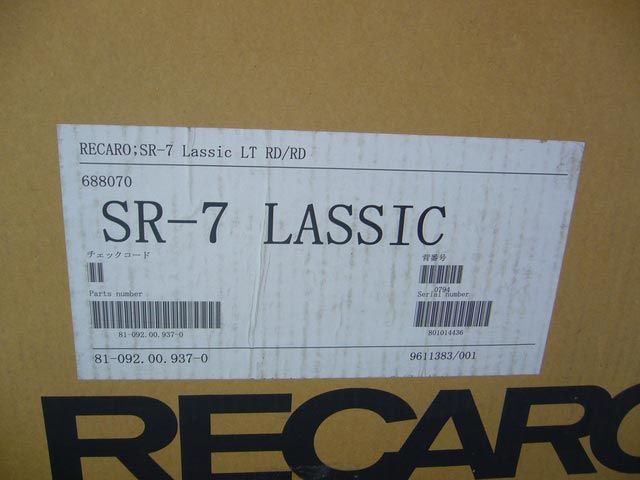 RECARO;SR-7 Lassic LT RD/RD
688070
SR-7 LASSIC
チェックコード
背番号
0794
Parts number
Serial number
81-092.00.937-0
801014436
81-092.00.937-0
9611383/001
RECARO